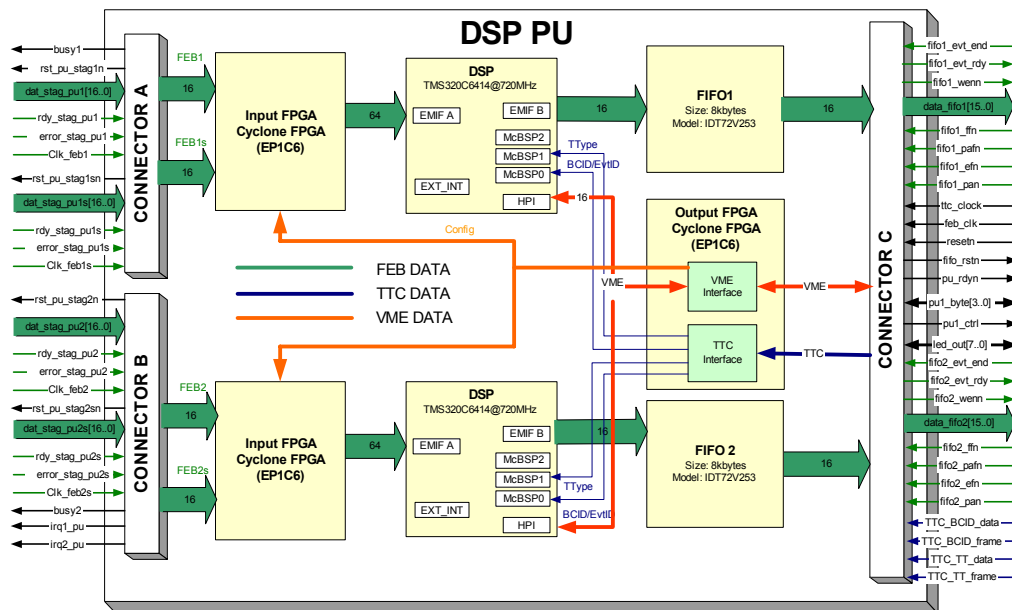 DSP PU
busy1
rst_pu_stag1n
dat_stag_pu1[16..0]
rdy_stag_pu1
error_stag_pu1
Clk_feb1
rst_pu_stag1sn
dat_stag_pu1s[16..0]
rdy_stag_pu1s
error_stag_pu1s
Clk_feb1s
CONNECTOR A
rst_pu_stag2n
dat_stag_pu2[16..0]
rdy_stag_pu2
error_stag_pu2
Clk_feb2
rst_pu_stag2sn
dat_stag_pu2s[16..0]
rdy_stag_pu2s
error_stag_pu2s
Clk_feb2s
busy2
irq1_pu
irq2_pu
CONNECTOR B
FEB1
16
FEB1s
16
Input FPGA
Cyclone FPGA
(EP1C6)
64
DSP
TMS320C6414@720MHz
EMIF A
EMIF B
McBSP2
McBSP1
McBSP0
EXT_INT
HPI
16
FIFO1
Size: 8kbytes
Model: IDT72V253
16
TType
BCID/EvtID
16
Config
Output FPGA
Cyclone FPGA
(EP1C6)
VME
VME
Interface
VME
TTC
Interface
TTC
FEB DATA
TTC DATA
VME DATA
FEB2
16
FEB2s
16
Input FPGA
Cyclone FPGA
(EP1C6)
64
DSP
TMS320C6414@720MHz
EMIF A
EMIF B
McBSP2
McBSP1
McBSP0
EXT_INT
HPI
16
TType
BCID/EvtID
FIFO 2
Size: 8kbytes
Model: IDT72V253
16
CONNECTOR C
fifo1_evt_end
fifo1_evt_rdy
fifo1_wenn
data_fifo1[15..0]
fifo1_ffn
fifo1_pafn
fifo1_efn
fifo1_pan
ttc_clock
feb_clk
resetn
fifo_rstn
pu_rdyn
pu1_byte[3..0]
pu1_ctrl
led_out[7..0]
fifo2_evt_end
fifo2_evt_rdy
fifo2_wenn
data_fifo2[15..0]
fifo2_ffn
fifo2_pafn
fifo2_efn
fifo2_pan
TTC_BCID_data
TTC_BCID_frame
TTC_TT_data
TTC_TT_frame